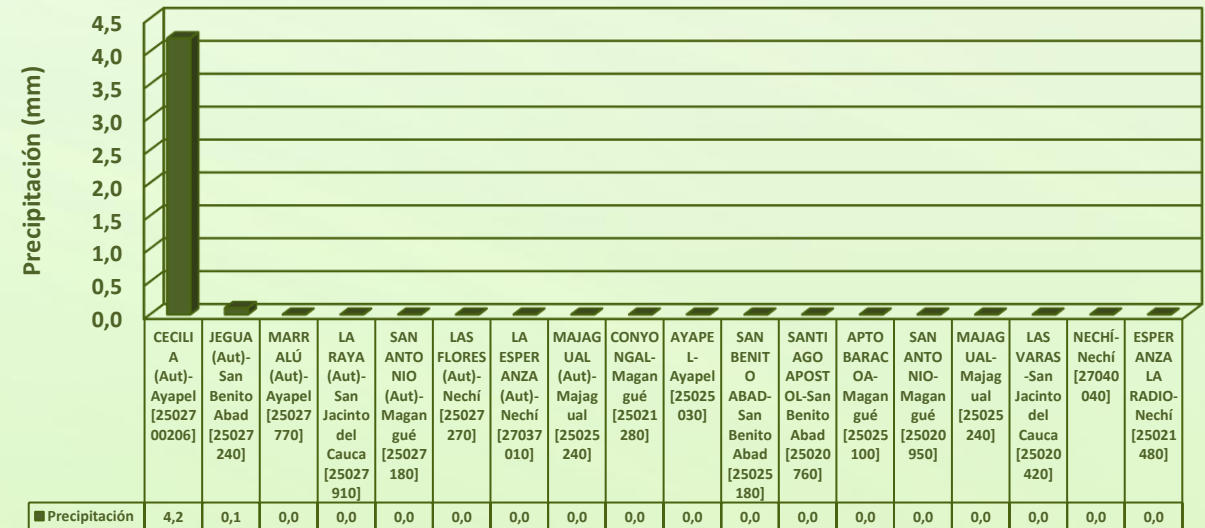 Precipitación (mm)
4,5
4,0
3,5
3,0
2,5
2,0
1,5
1,0
0,5
0,0
CECILI
A
(Aut)-
Ayapel
[25027
00206]
JEGUA
(Aut)-
San
Benito
Abad
[25027
240]
MARR
ALÚ
(Aut)-
Ayapel
[25027
770]
LA
RAYA
(Aut)-
San
Jacinto
del
Cauca
[25027
910]
SAN
ANTO
NIO
(Aut)-
Magan
gué
[25027
180]
LAS
FLORES
(Aut)-
Nechí
[25027
270]
LA
ESPER
ANZA
(Aut)-
Nechí
[27037
010]
MAJAG
UAL
(Aut)-
Majag
ual
[25025
240]
CONYO
NGAL-
Magan
gué
[25021
280]
AYAPE
L-
Ayapel
[25025
030]
SAN
BENIT
O
ABAD-
San
Benito
Abad
[25025
180]
SANTI
AGO
APOST
OL-San
Benito
Abad
[25020
760]
APTO
BARAC
OA-
Magan
gué
[25025
100]
SAN
ANTO
NIO-
Magan
gué
[25020
950]
MAJAG
UAL-
Majag
ual
[25025
240]
LAS
VARAS
-San
Jacinto
del
Cauca
[25020
420]
NECHÍ-
Nechí
[27040
040]
ESPER
ANZA
LA
RADIO-
Nechí
[25021
480]
Precipitación 4,2 0,1 0,0 0,0 0,0 0,0 0,0 0,0 0,0 0,0 0,0 0,0 0,0 0,0 0,0 0,0 0,0 0,0